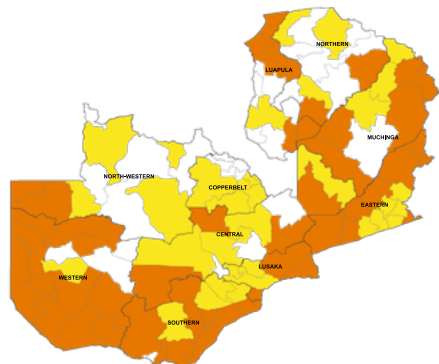 NORTHERN
LUAPULA
MUCHINGA
NORTH-WESTERN
COPPERBELT
EASTERN
CENTRAL
LUSAKA
WESTERN
SOUTHERN